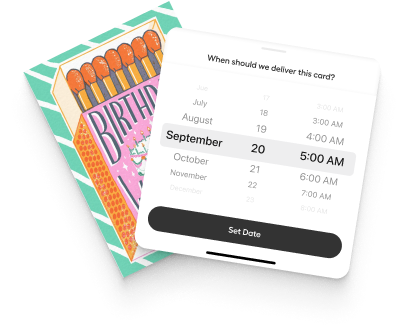 BIRTHD
When should we deliver this card?
June 17 2:00 AM
July 18 3:00 AM
August 19 4:00 AM
September 20 5:00 AM
October 21 6:00 AM
November 22 7:00 AM
December 23 8:00 AM
Set Date